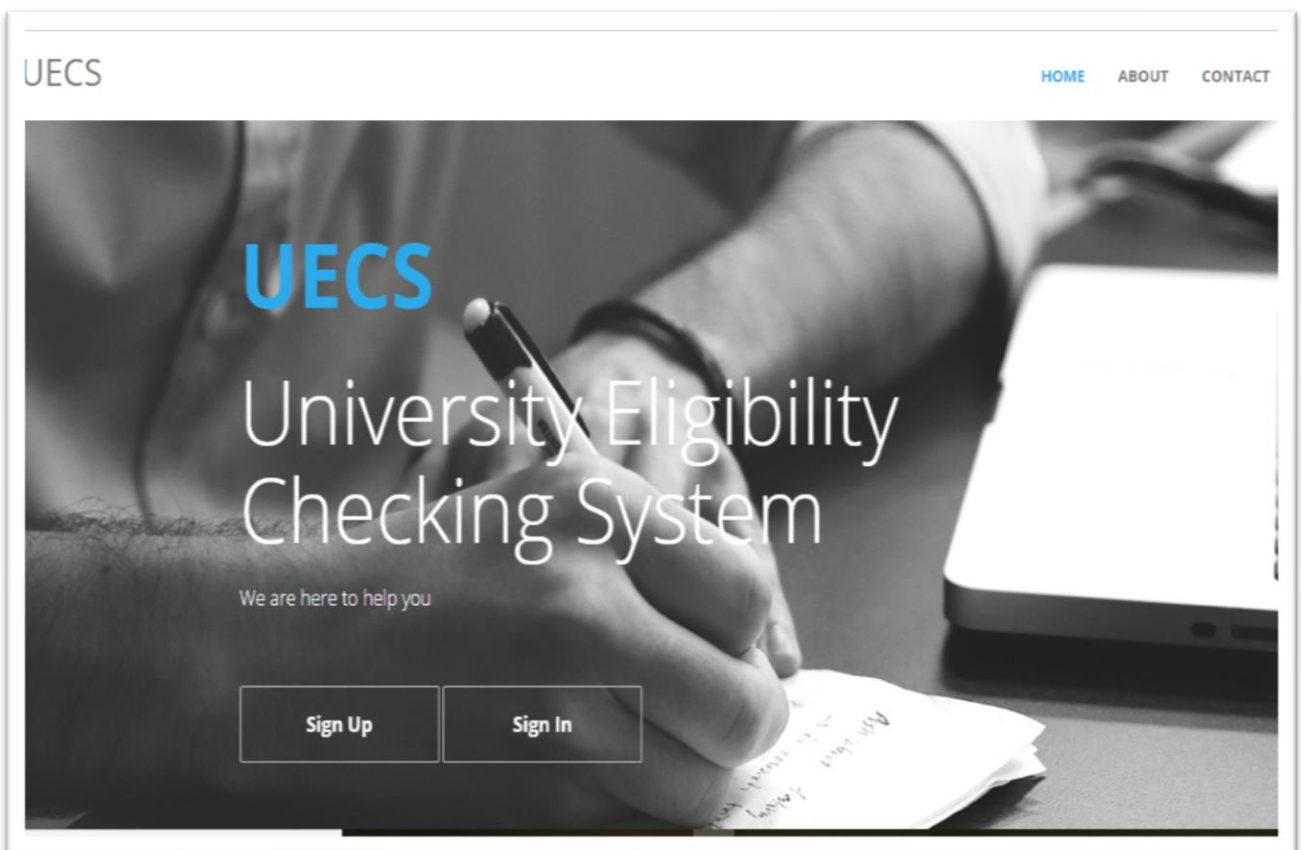 UECS
HOME ABOUT CONTACT
UECS
University Eligibility
Checking System
We are here to help you
Sign Up Sign In